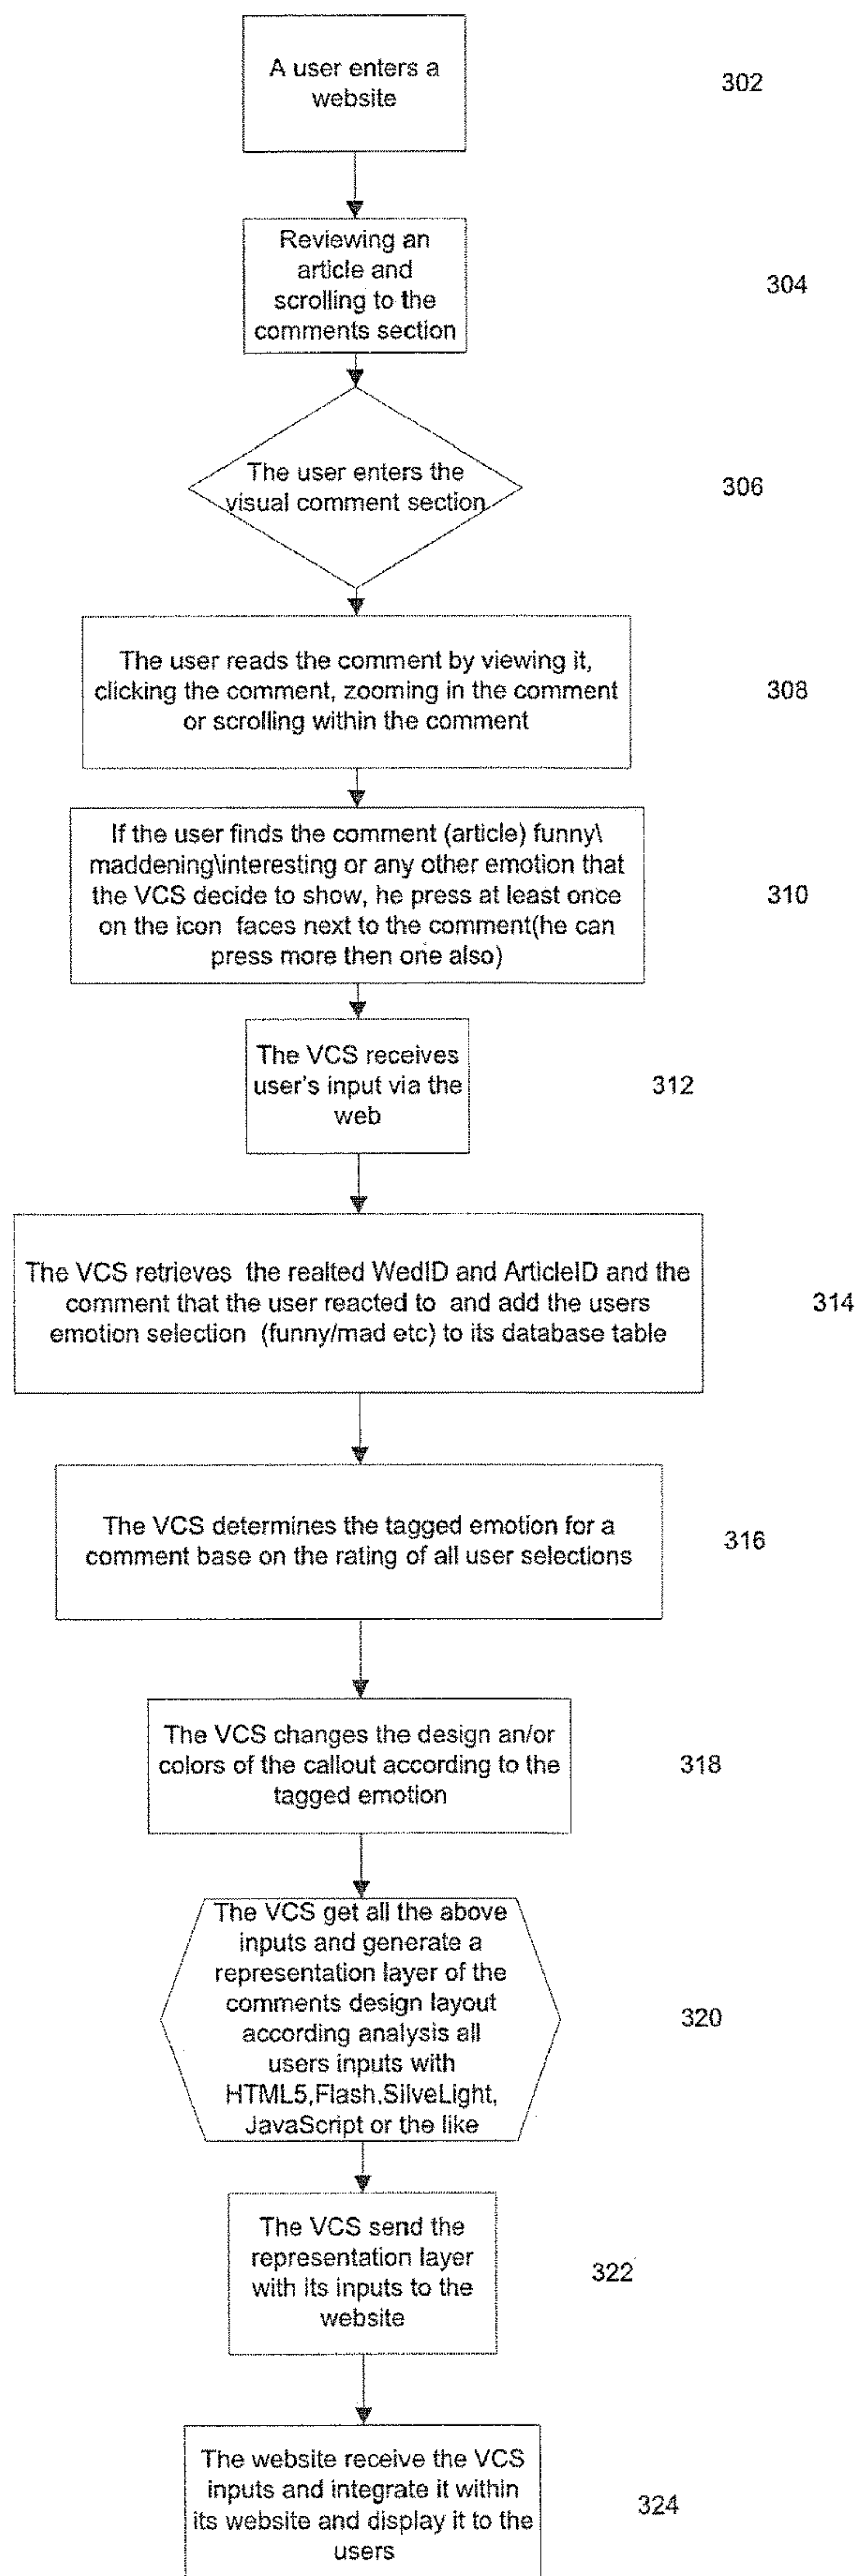 A user enters a
website
302
Reviewing an
article and
scrolling to the
comments section
304
The user enters the
visual comment section
306
The user reads the comment by viewing it,
clicking the comment, zooming in the comment
or scrolling within the comment
308
If the user finds the comment (article) funny\
maddening\interesting or any other emotion that
the VCS decide to show, he press at least once
on the icon faces next to the comment(he can
press more then one also)
310
The VCS receives
user's input via the
web
312
The VCS retrieves the realted WedID and ArticleID and the
comment that the user reacted to and add the users
emotion selection (funny/mad etc) to its database table
314
The VCS determines the tagged emotion for a
comment base on the rating of all user selections
316
The VCS changes the design an/or
colors of the callout according to the
tagged emotion
318
The VCS get all the above
inputs and generate a
representation layer of the
comments design layout
according analysis all
users inputs with
HTML5,Flash,SilveLight,
JavaScript or the like
320
The VCS send the
representation layer
with its inputs to the
website
322
The website receive the VCS
inputs and integrate it within
its website and display it to the
users
324